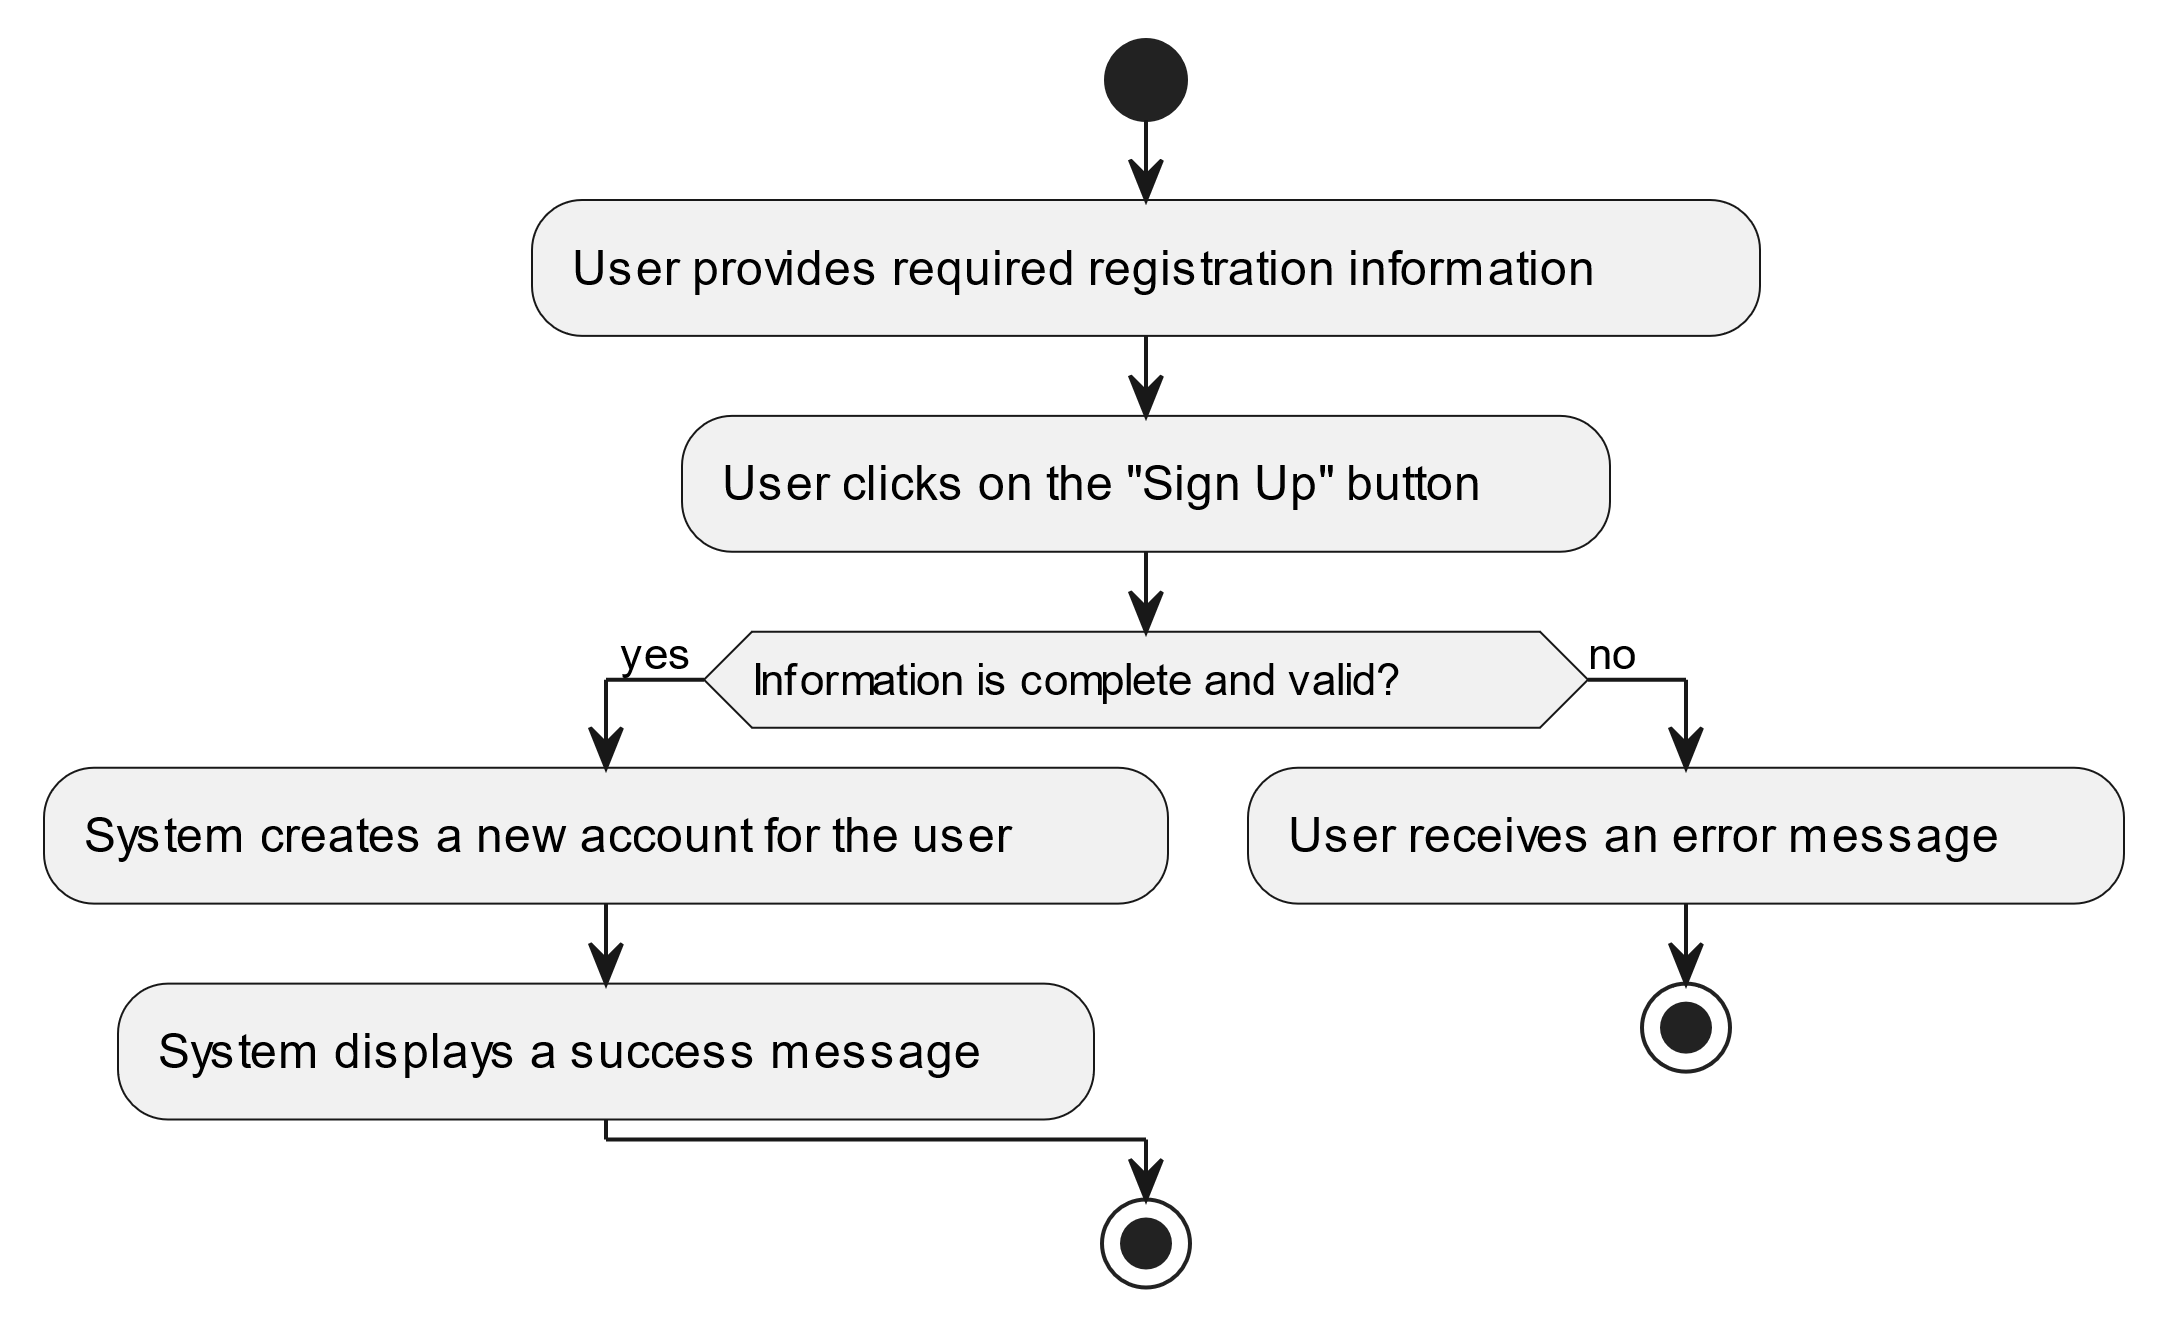 User provides required registration information
User clicks on the "Sign Up" button
yes
Information is complete and valid?
no
System creates a new account for the user
User receives an error message
System displays a success message